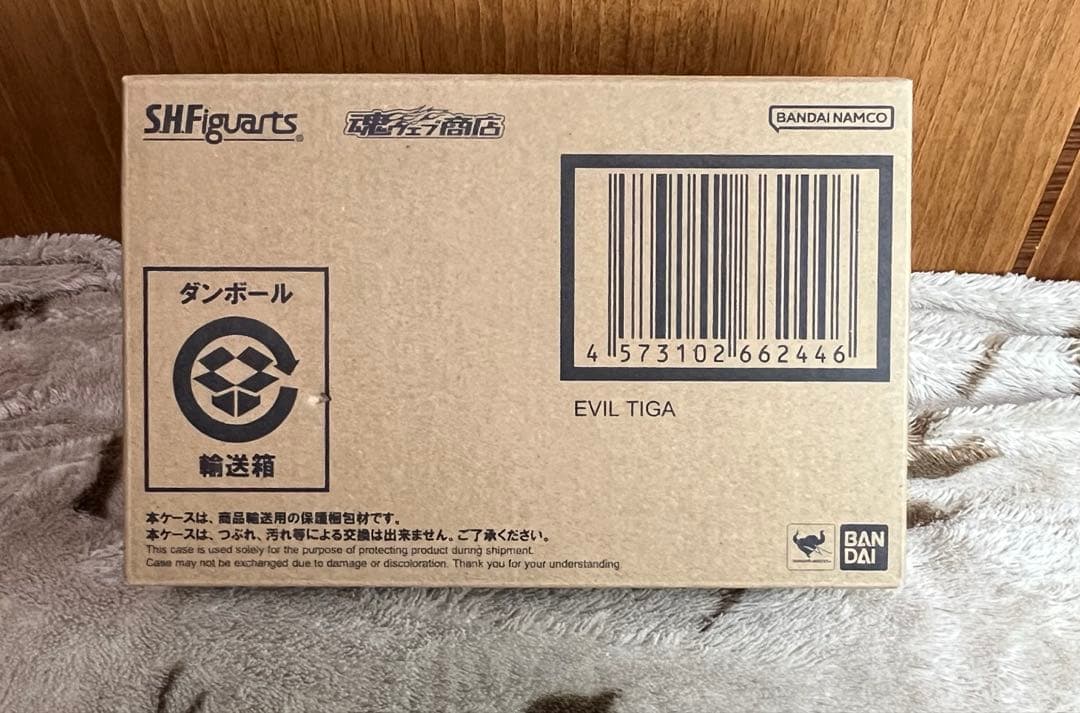 S.H.Figuarts
魂ウェブ商店
BANDAI NAMCO
4 573102 662446
EVIL TIGA
ダンボール
輸送箱
本ケースは、商品輸送用の保護梱包材です。
本ケースは、つぶれ、汚れ等による交換は出来ません。ご了承ください。
This case is used solely for the purpose of protecting product during shipment.
Case may not be exchanged due to damage or discoloration. Thank you for your understanding
BAN
DAI